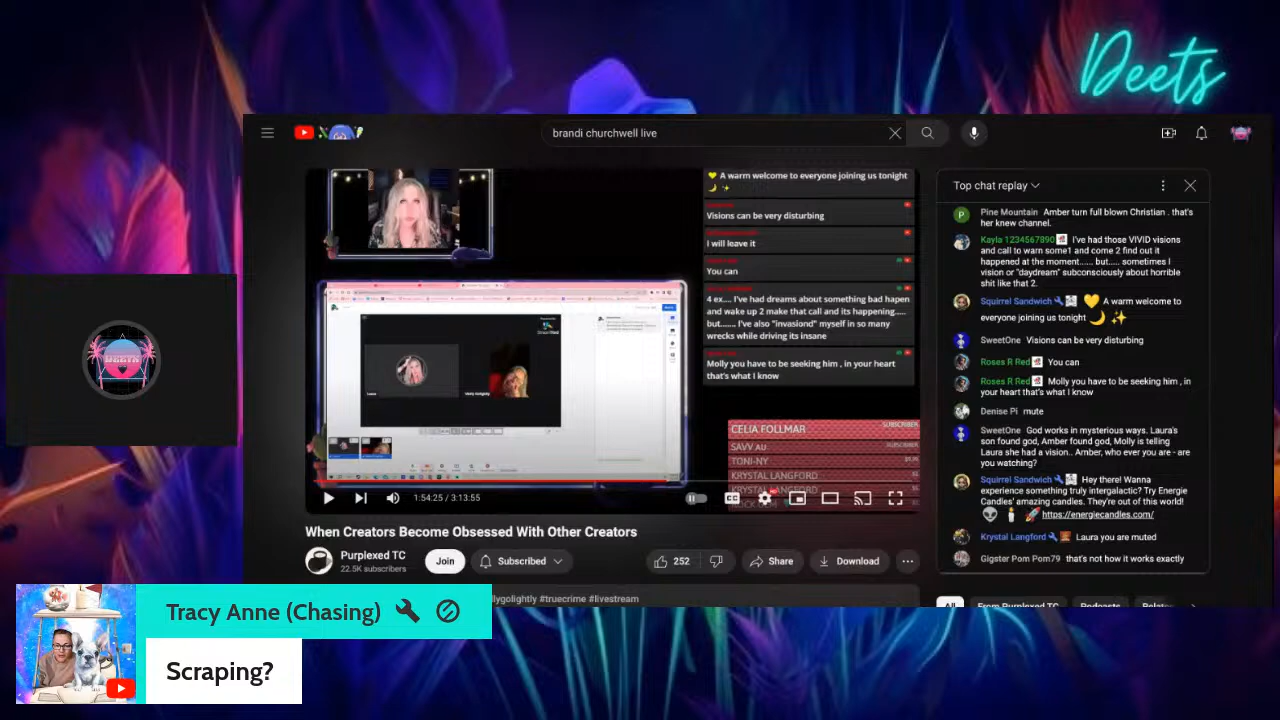 Deets
brandi churchwell live
A warm welcome to everyone joining us tonight
Visions can be very disturbing
I will leave it
You can
4 ex.... I've had dreams about something bad hapen
and wake up 2 make that call and its happening.....
but....... I've also "invasiond" myself in so many
wrecks while driving its insane
Molly you have to be seeking him , in your heart
that's what I know
CELIA FOLLMAR
SUBSCRIBER
SAVV AU
SUBSCRIBER
TONI-NY
KRYSTAL LANGFORD
KRYSTAL LANGFORD
1:54:25 / 3:13:55
Top chat replay
Pine Mountain Amber turn full blown Christian . that's
her knew channel.
Kayla 1234567890 I've had those VIVID visions
and call to warn some1 and come 2 find out it
happened at the moment...... but..... sometimes I
vision or "daydream" subconsciously about horrible
shit like that 2.
Squirrel Sandwich A warm welcome to
everyone joining us tonight
SweetOne Visions can be very disturbing
Roses R Red You can
Roses R Red Molly you have to be seeking him , in
your heart that's what I know
Denise Pi mute
SweetOne God works in mysterious ways. Laura's
son found god, Amber found god, Molly is telling
Laura she had a vision.. Amber, who ever you are - are
you watching?
Squirrel Sandwich Hey there! Wanna
experience something truly intergalactic? Try Energie
Candles' amazing candles. They're out of this world!
https://energiecandles.com/
Krystal Langford Laura you are muted
Gigster Pom Pom79 that's not how it works exactly
When Creators Become Obsessed With Other Creators
Purplexed TC
22.5K subscribers
Join
Subscribed
252
Share
Download
lygolightly #truecrime #livestream
All
From Purplexed TC
Podcasts
Tracy Anne (Chasing)
Scraping?